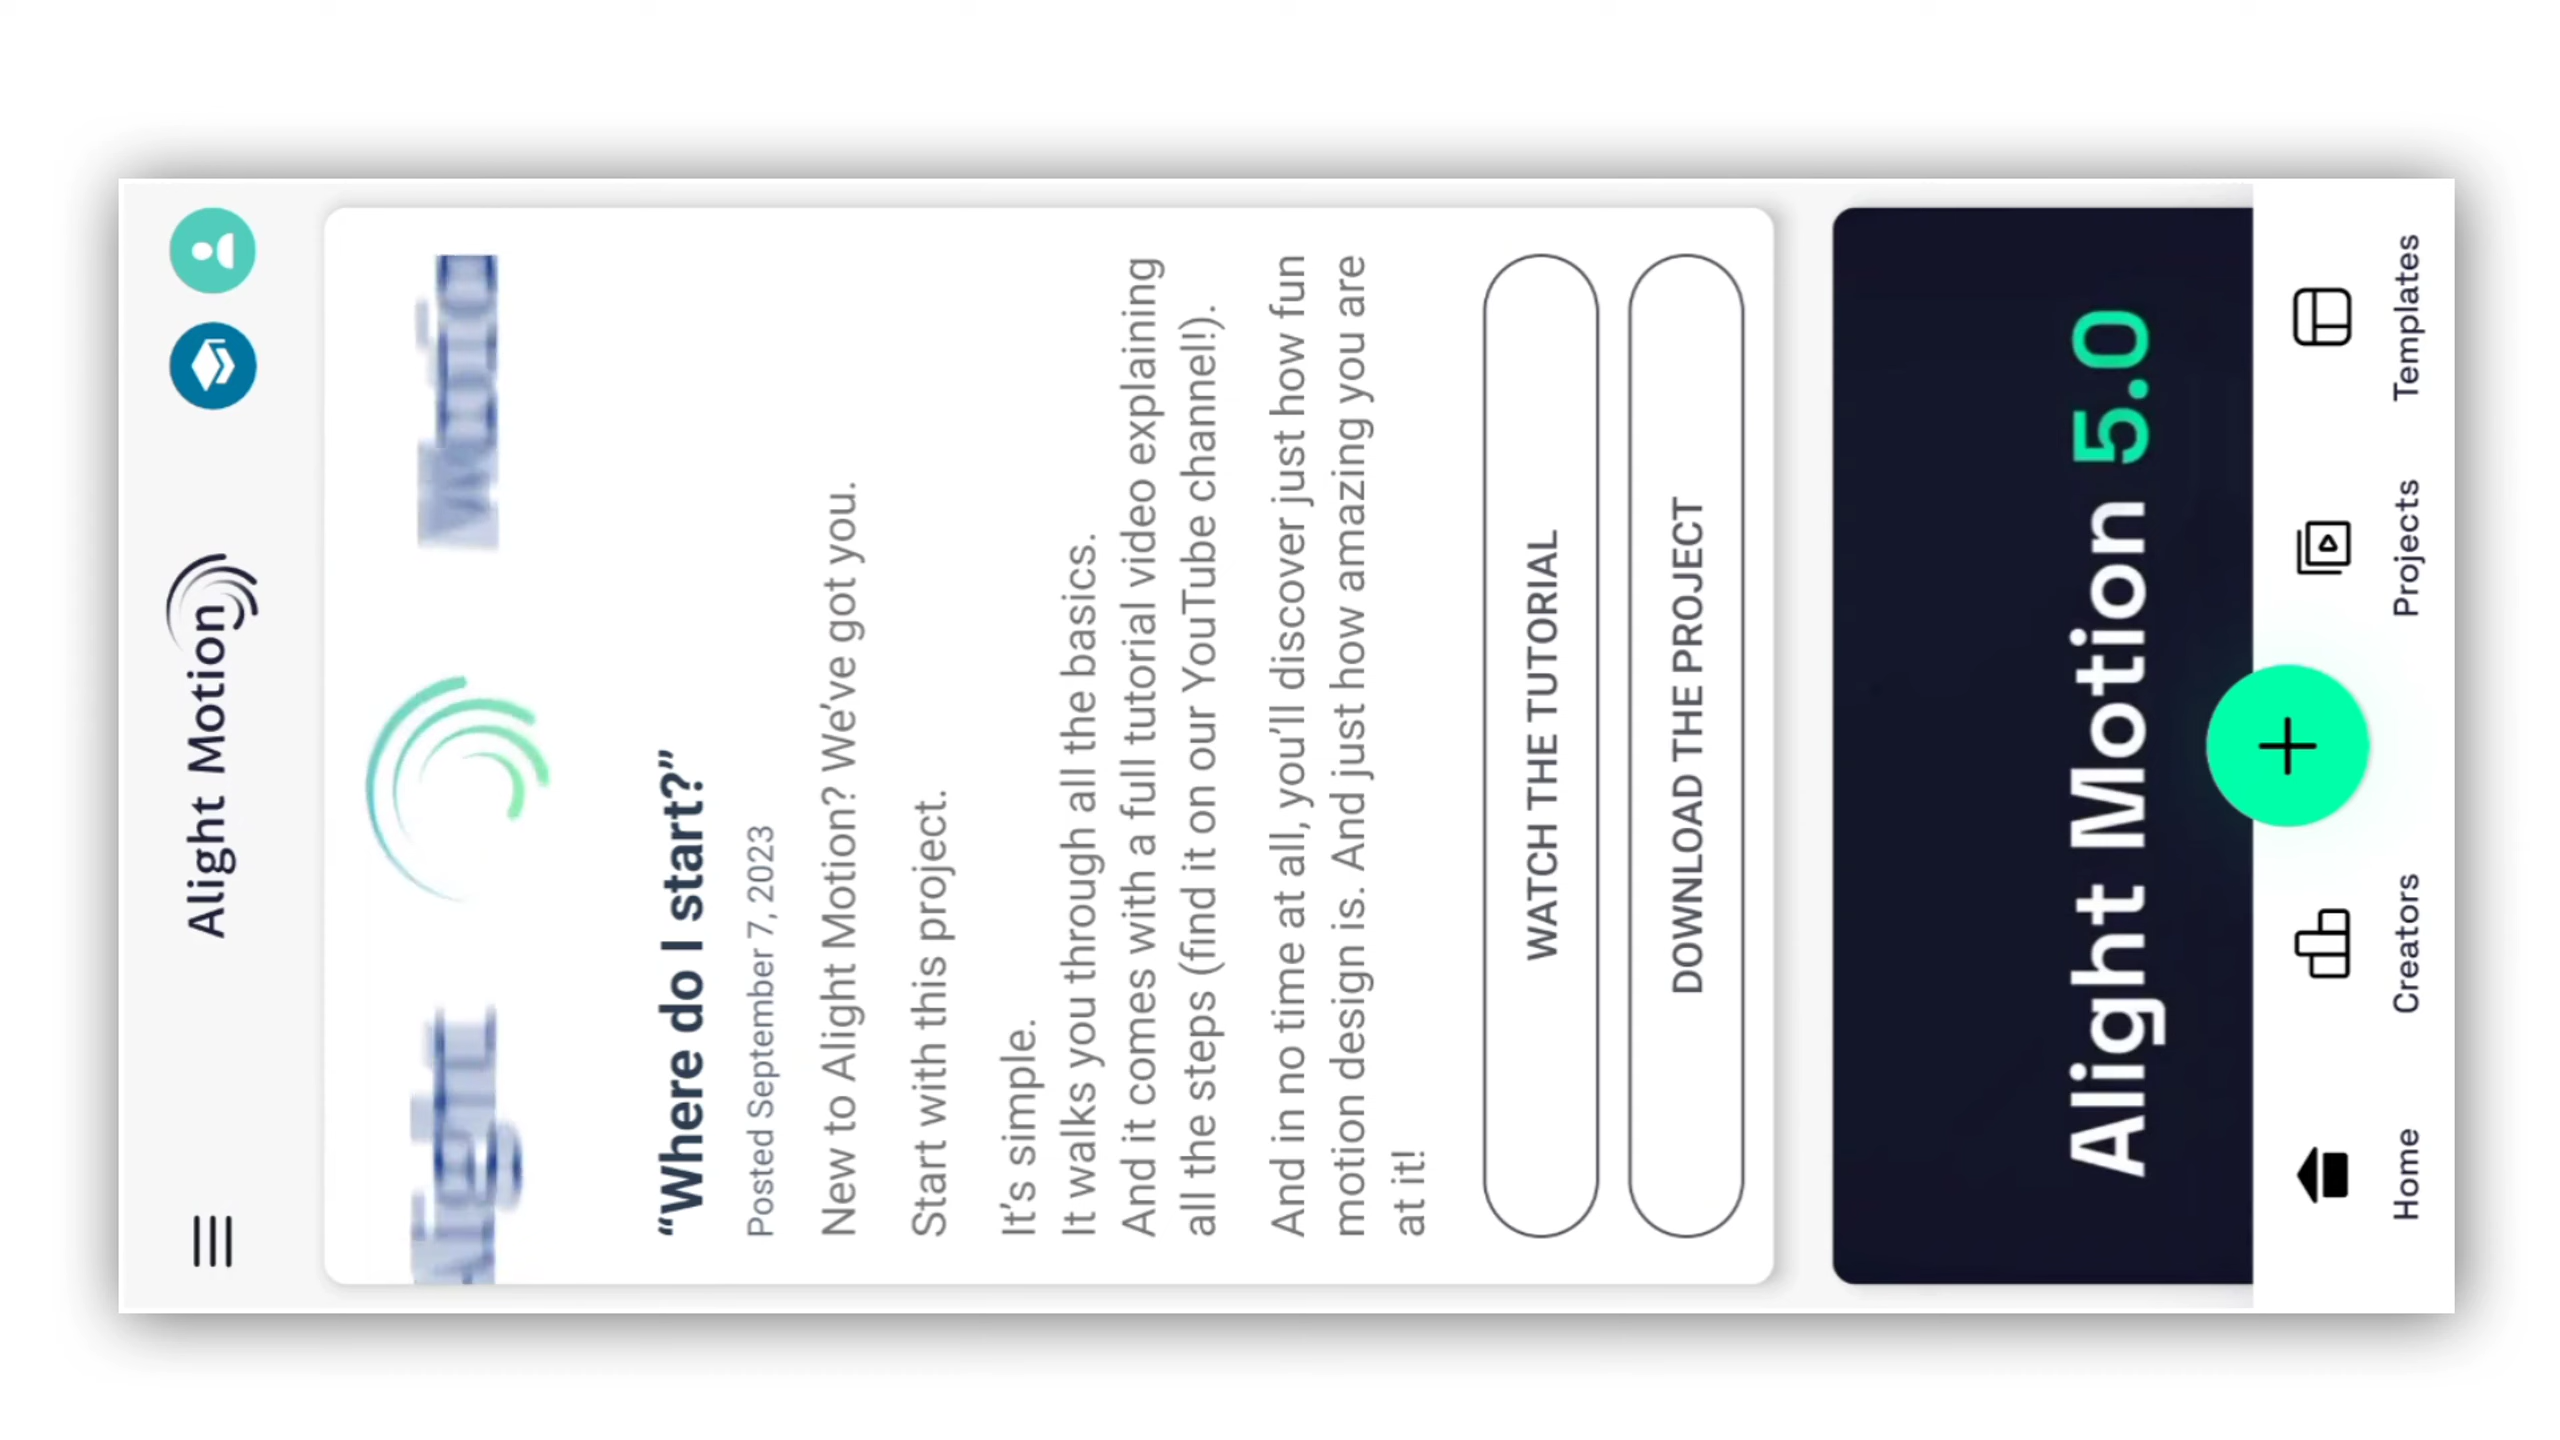 Alight Motion
“Where do I start?”
Posted September 7, 2023
New to Alight Motion? We’ve got you.
Start with this project.
It’s simple.
It walks you through all the basics.
And it comes with a full tutorial video explaining
all the steps (find it on our YouTube channel!).
And in no time at all, you’ll discover just how fun
motion design is. And just how amazing you are
at it!
WATCH THE TUTORIAL
DOWNLOAD THE PROJECT
Alight Motion 5.0
Home
Creators
Projects
Templates